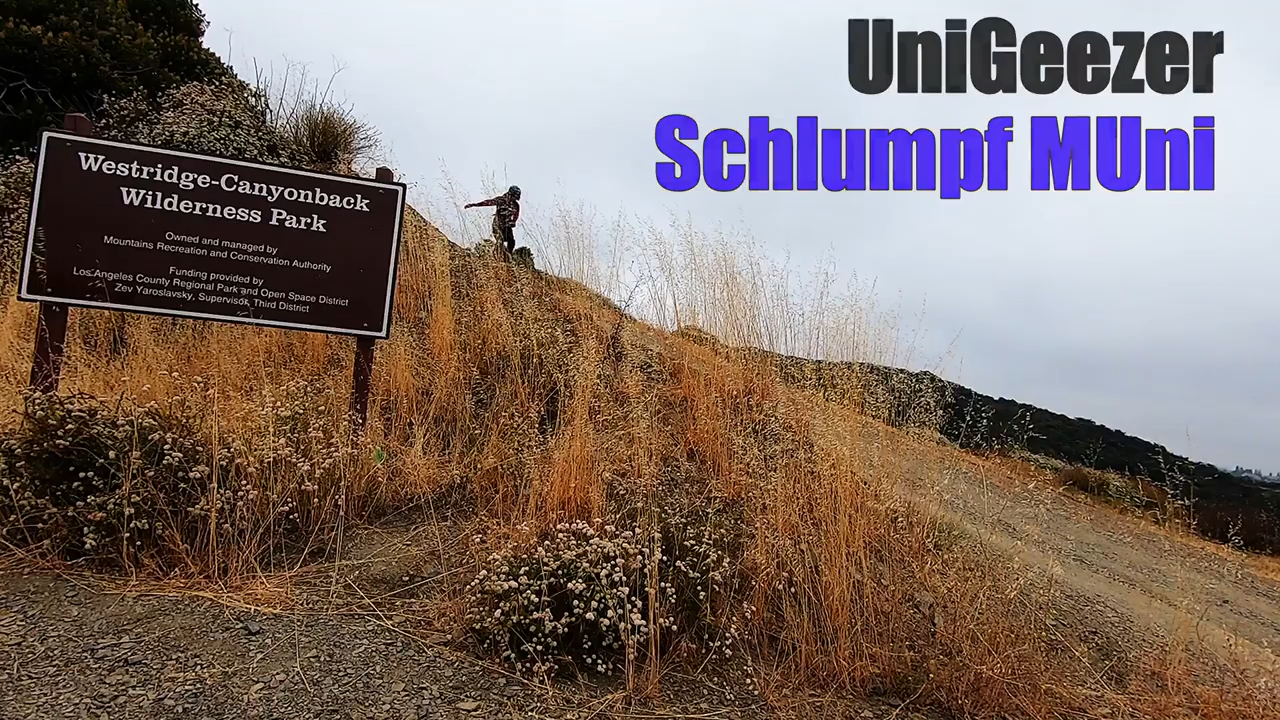 UniGeezer
Schlumpf MUni
Westridge-Canyonback
Wilderness Park
Owned and managed by
Mountains Recreation and Conservation Authority
Funding provided by
Los Angeles County Regional Park and Open Space District
Zev Yaroslavsky, Supervisor, Third District